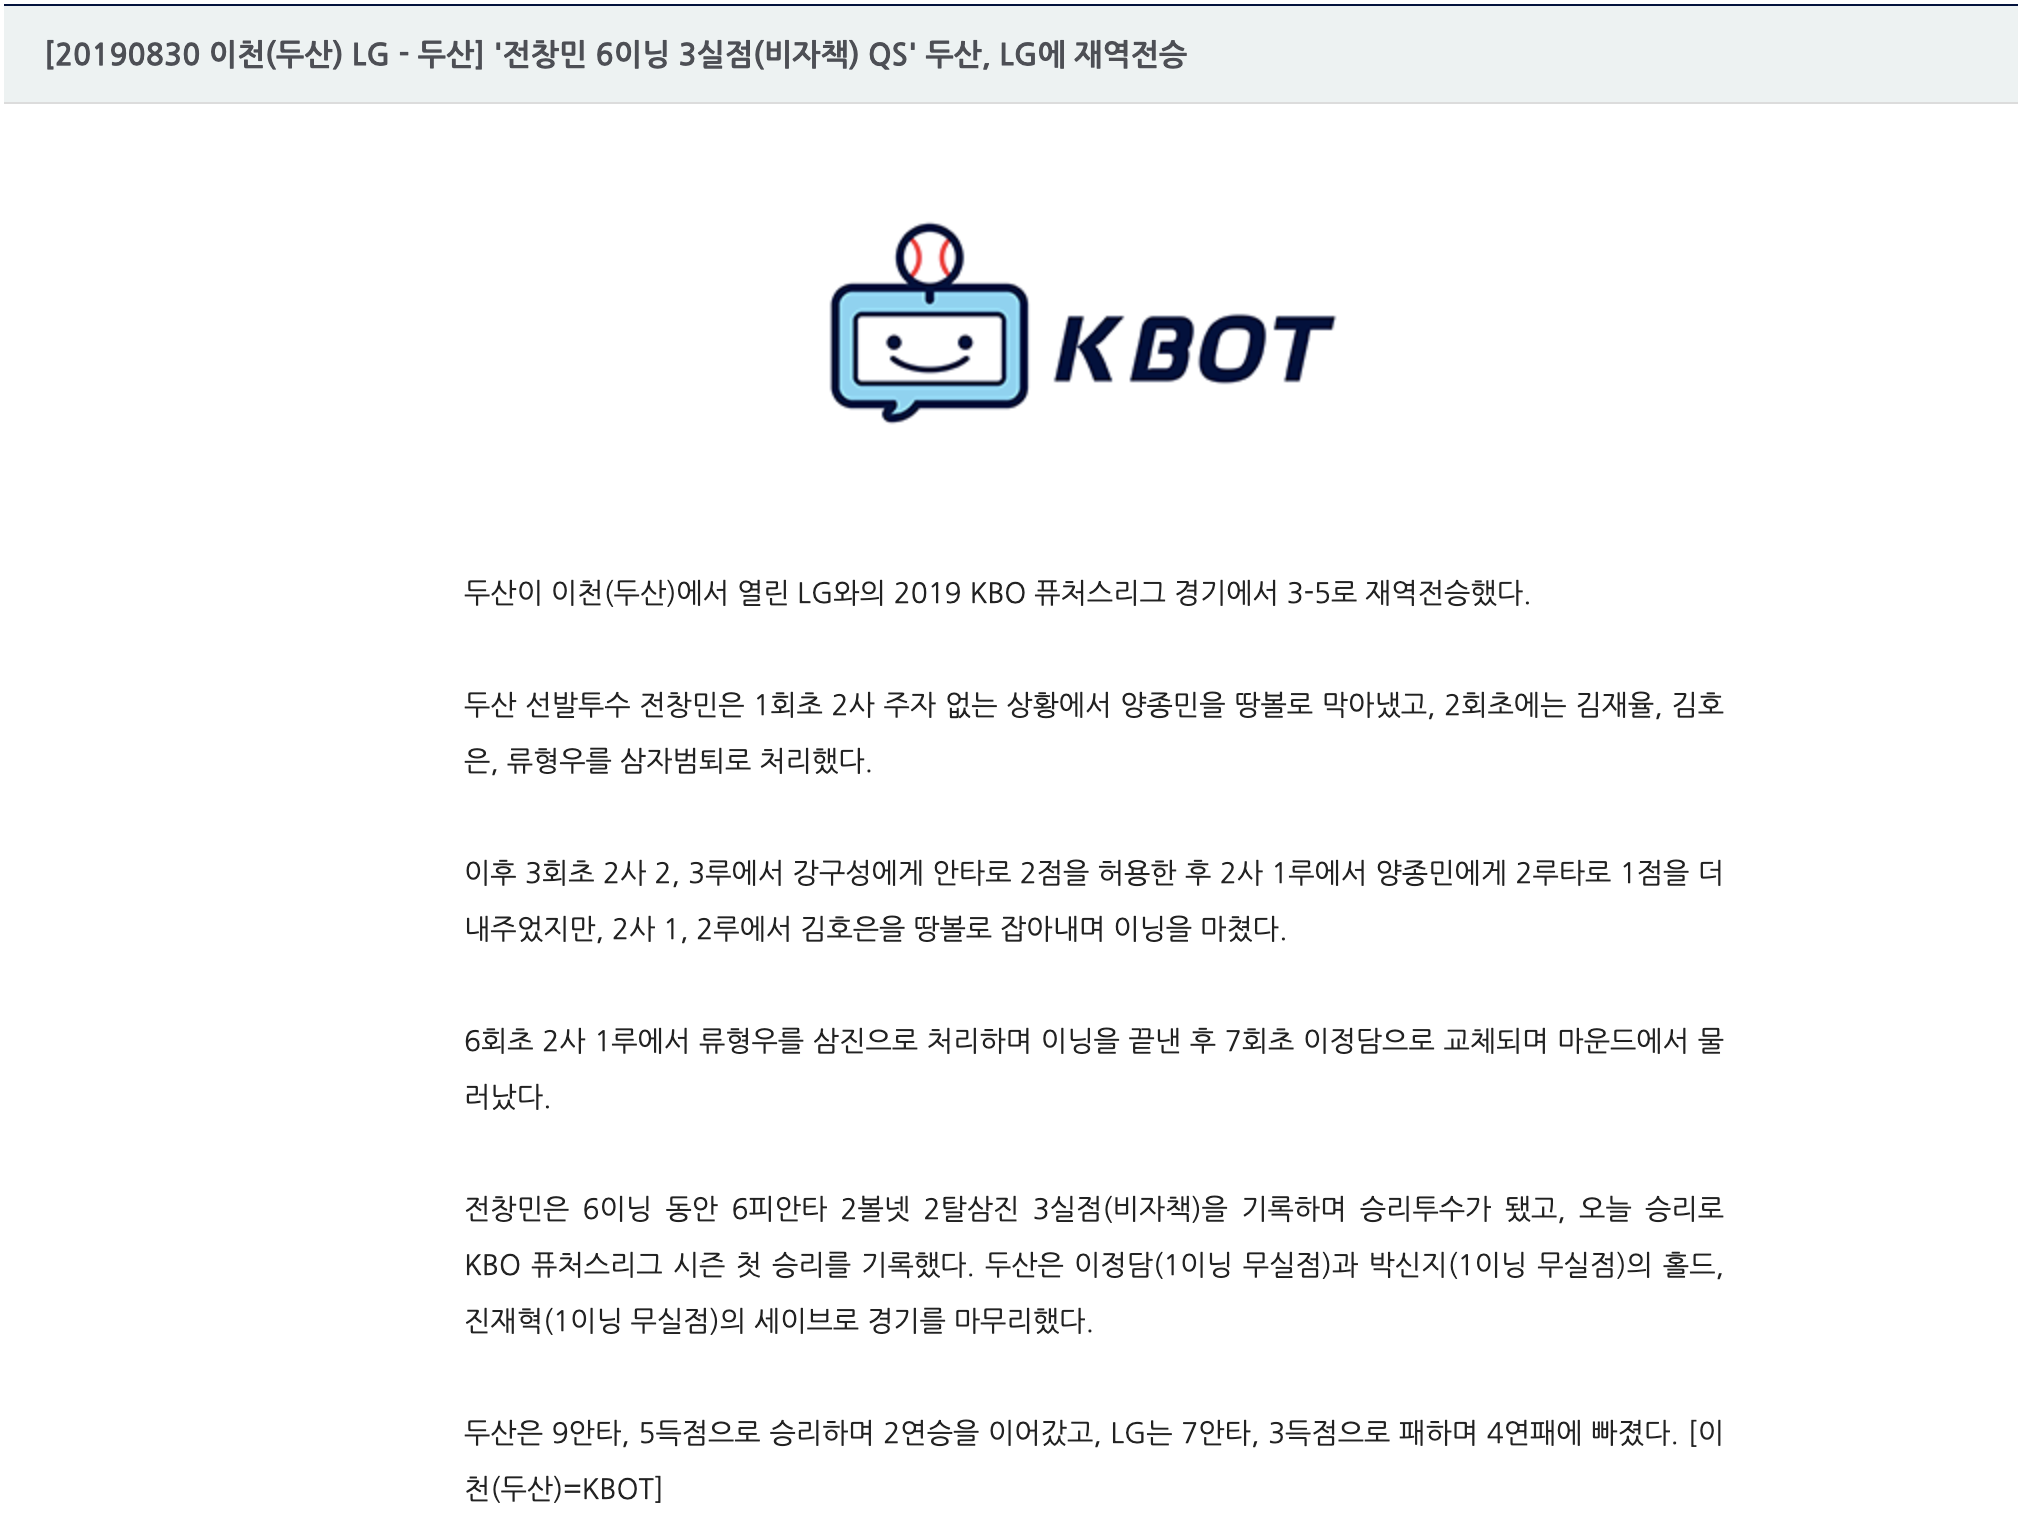 [20190830 이천(두산) LG - 두산] '전창민 6이닝 3실점(비자책) QS' 두산, LG에 재역전승
KBOT
두산이 이천(두산)에서 열린 LG와의 2019 KBO 퓨처스리그 경기에서 3-5로 재역전승했다.
두산 선발투수 전창민은 1회초 2사 주자 없는 상황에서 양종민을 땅볼로 막아냈고, 2회초에는 김재율, 김호
은, 류형우를 삼자범퇴로 처리했다.
이후 3회초 2사 2, 3루에서 강구성에게 안타로 2점을 허용한 후 2사 1루에서 양종민에게 2루타로 1점을 더
내주었지만, 2사 1, 2루에서 김호은을 땅볼로 잡아내며 이닝을 마쳤다.
6회초 2사 1루에서 류형우를 삼진으로 처리하며 이닝을 끝낸 후 7회초 이정담으로 교체되며 마운드에서 물
러났다.
전창민은 6이닝 동안 6피안타 2볼넷 2탈삼진 3실점(비자책)을 기록하며 승리투수가 됐고, 오늘 승리로
KBO 퓨처스리그 시즌 첫 승리를 기록했다. 두산은 이정담(1이닝 무실점)과 박신지(1이닝 무실점)의 홀드,
진재혁(1이닝 무실점)의 세이브로 경기를 마무리했다.
두산은 9안타, 5득점으로 승리하며 2연승을 이어갔고, LG는 7안타, 3득점으로 패하며 4연패에 빠졌다. [이
천(두산)=KBOT]